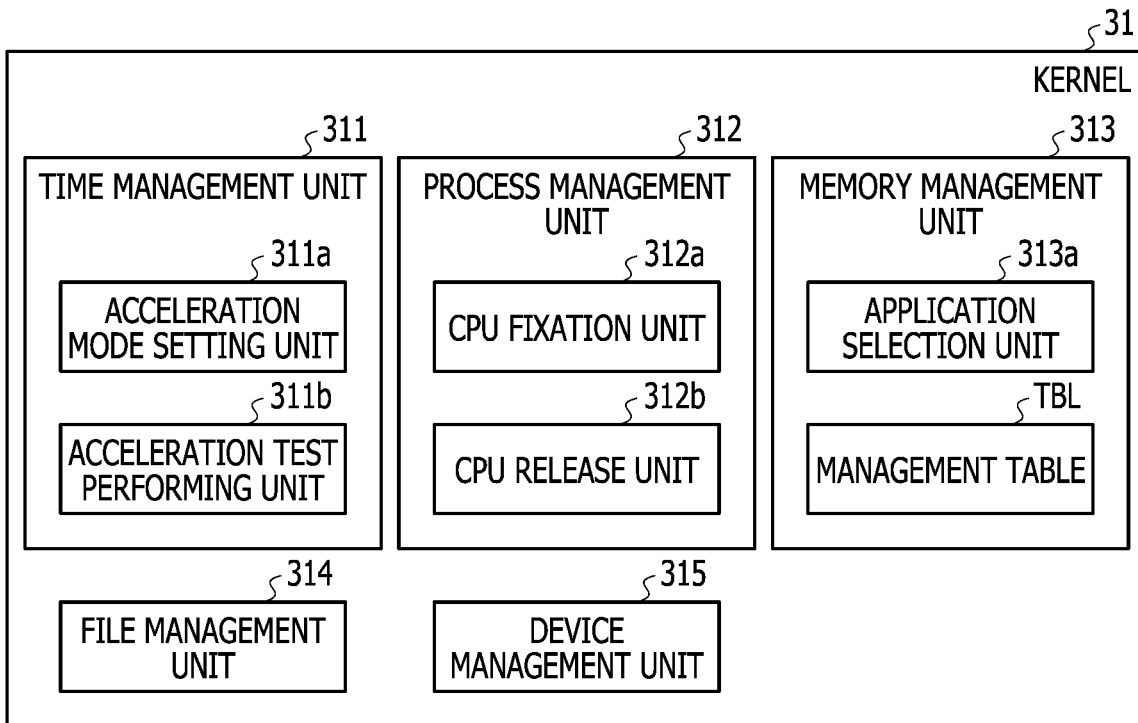 31
KERNEL
311
TIME MANAGEMENT UNIT
311a
ACCELERATION
MODE SETTING UNIT
311b
ACCELERATION TEST
PERFORMING UNIT
312
PROCESS MANAGEMENT
UNIT
312a
CPU FIXATION UNIT
312b
CPU RELEASE UNIT
313
MEMORY MANAGEMENT
UNIT
313a
APPLICATION
SELECTION UNIT
TBL
MANAGEMENT TABLE
314
FILE MANAGEMENT
UNIT
315
DEVICE
MANAGEMENT UNIT